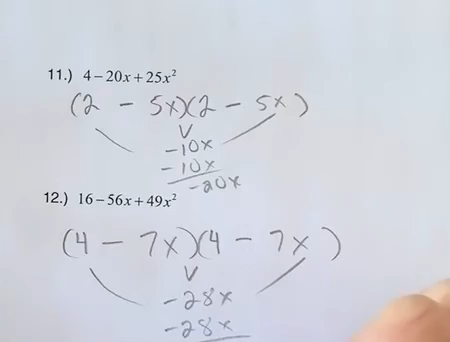 11.) 4-20x+25x²
(2 - 5x)(2 - 5x)
-10x
-10x
-20x
12.) 16-56x+49x²
(4 - 7x)(4 - 7x)
-28x
-28x